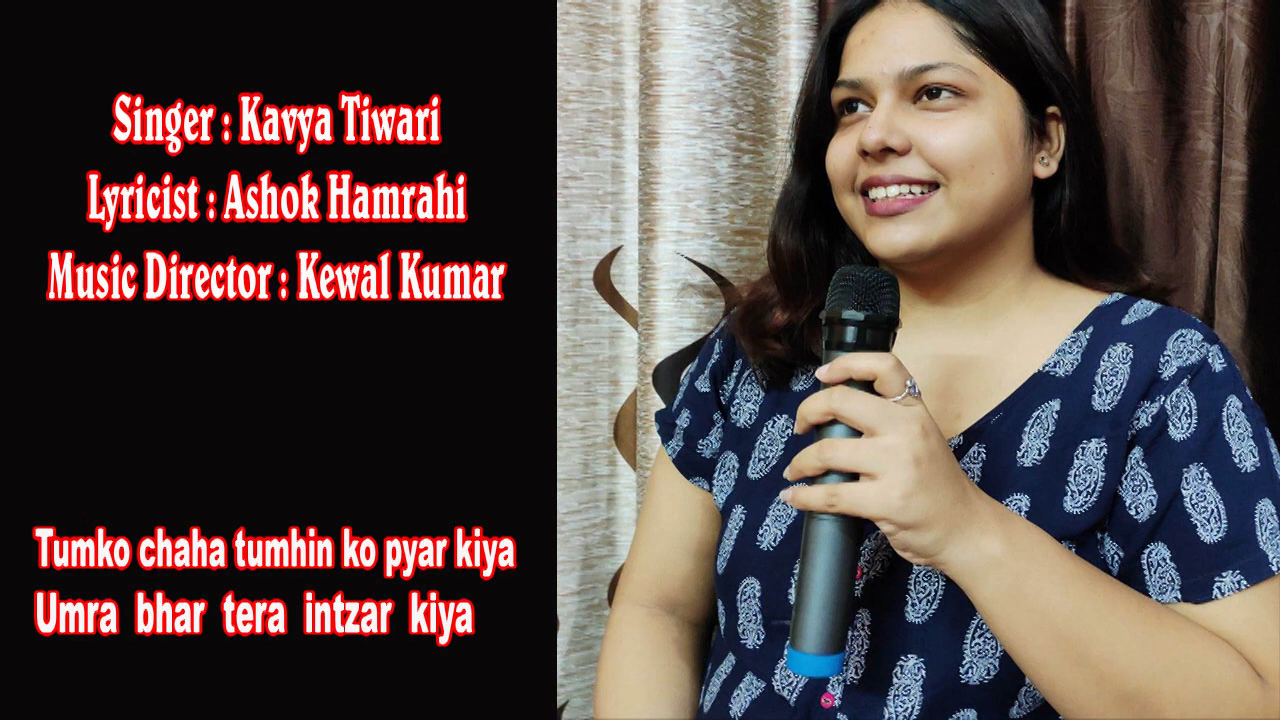 Singer : Kavya Tiwari
Lyricist : Ashok Hamrahi
Music Director : Kewal Kumar
Tumko chaha tumhin ko pyar kiya
Umra bhar tera intzar kiya